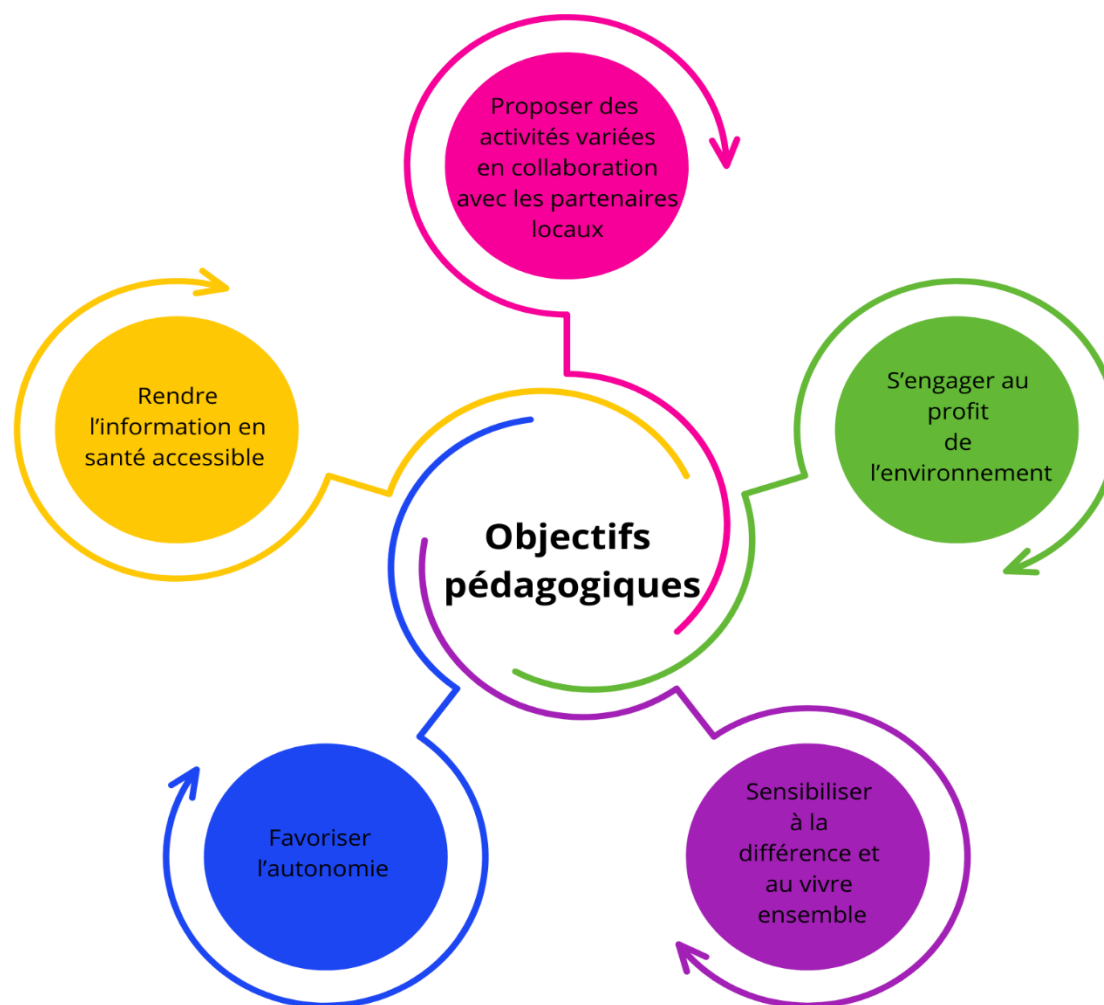 Proposer des
activités variées
en collaboration
avec les partenaires
locaux
Rendre
l’information en
santé accessible
S’engager au
profit
de
l’environnement
Objectifs
pédagogiques
Favoriser
l’autonomie
Sensibiliser
à la
différence et
au vivre
ensemble